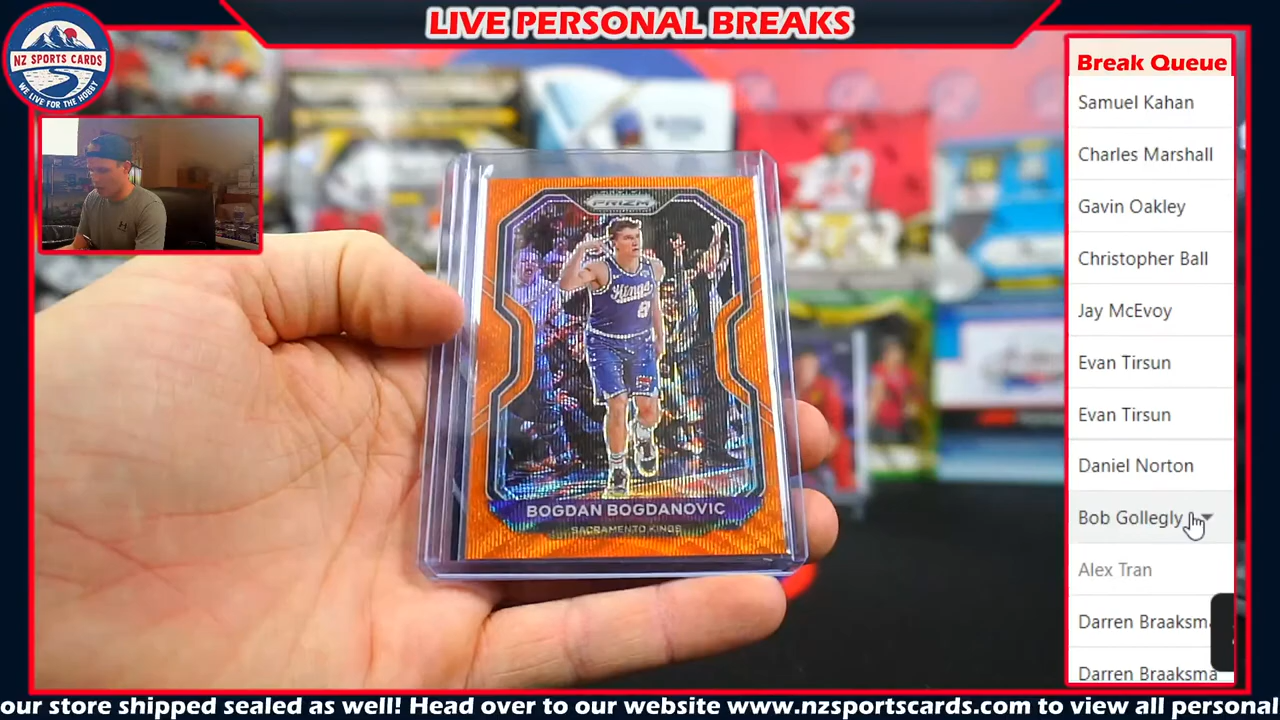 LIVE PERSONAL BREAKS
NZ SPORTS CARDS
WE LIVE FOR THE HOBBY
Break Queue
Samuel Kahan
Charles Marshall
Gavin Oakley
Christopher Ball
Jay McEvoy
Evan Tirsun
Evan Tirsun
Daniel Norton
Bob Gollegly
Alex Tran
Darren Braaksma
Darren Braaksma
PRIZM
Kings
8
BOGDAN BOGDANOVIC
SACRAMENTO KINGS
our store shipped sealed as well! Head over to our website www.nzsportscards.com to view all personal